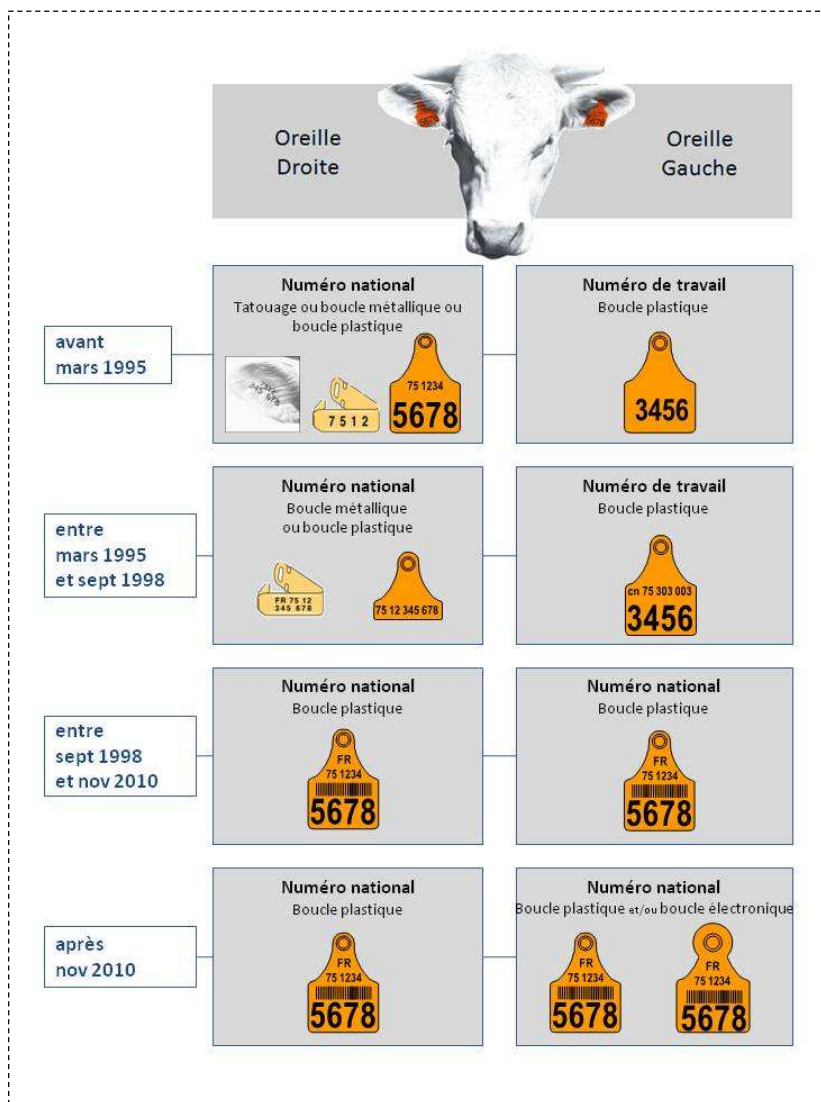 Oreille
Droite
Oreille
Gauche
avant
mars 1995
Numéro national
Tatouage ou boucle métallique ou
boucle plastique
345 678
7 5 1 2
75 1234
5678
Numéro de travail
Boucle plastique
3456
entre
mars 1995
et sept 1998
Numéro national
Boucle métallique
ou boucle plastique
FR 75 12
345 678
75 12 345 678
Numéro de travail
Boucle plastique
cn 75 303 003
3456
entre
sept 1998
et nov 2010
Numéro national
Boucle plastique
FR
75 1234
5678
Numéro national
Boucle plastique
FR
75 1234
5678
après
nov 2010
Numéro national
Boucle plastique
FR
75 1234
5678
Numéro national
Boucle plastique et/ou boucle électronique
FR
75 1234
5678
FR
75 1234
5678